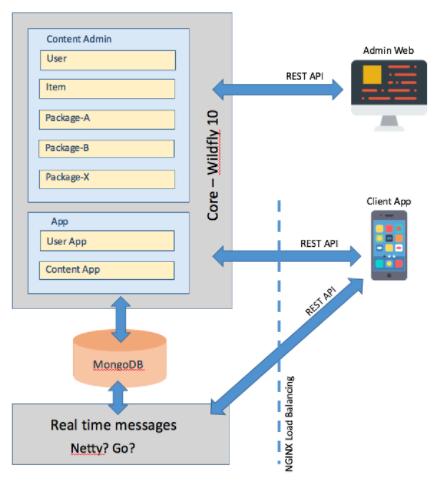 Content Admin
User
Item
Package-A
Package-B
Package-X
App
User App
Content App
Core – Wildfly 10
REST API
Admin Web
Client App
REST API
REST API
MongoDB
Real time messages
Netty? Go?
NGINX Load Balancing